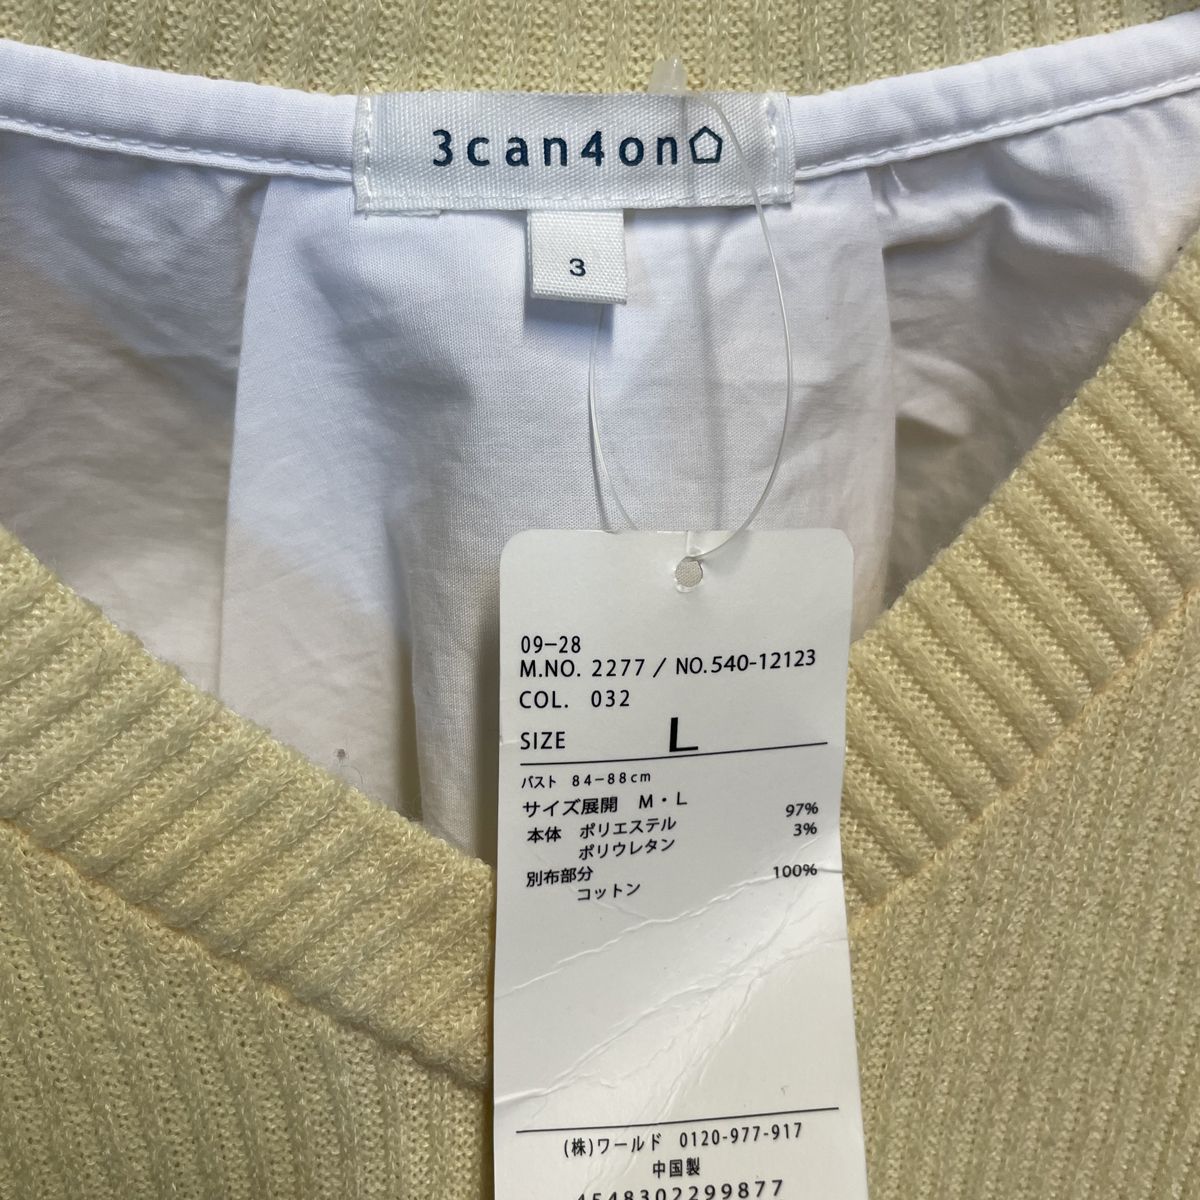 3can4on
3
09-28
M.NO. 2277 / NO.540-12123
COL. 032
SIZE L
バスト 84-88cm
サイズ展開 M・L
本体 ポリエステル 97%
ポリウレタン 3%
別布部分
コットン 100%
(株)ワールド 0120-977-917
中国製
4548302299877